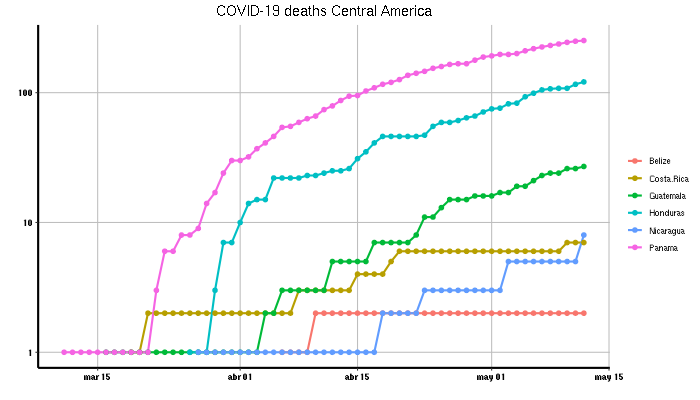 COVID-19 deaths Central America
100
10
1
mar 15
abr 01
abr 15
may 01
may 15
Belize
Costa.Rica
Guatemala
Honduras
Nicaragua
Panama